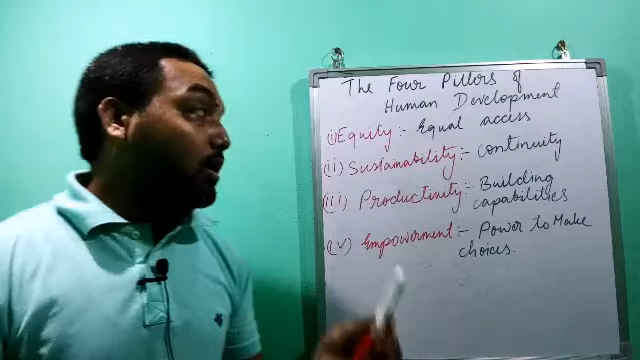 The Four Pillors of
Human Development
(i) Equity :- Equal access
(ii) Sustainability :- continuity
(iii) Productivity :- Building
capabilities
(iv) Empowerment :- Power to Make
choices.